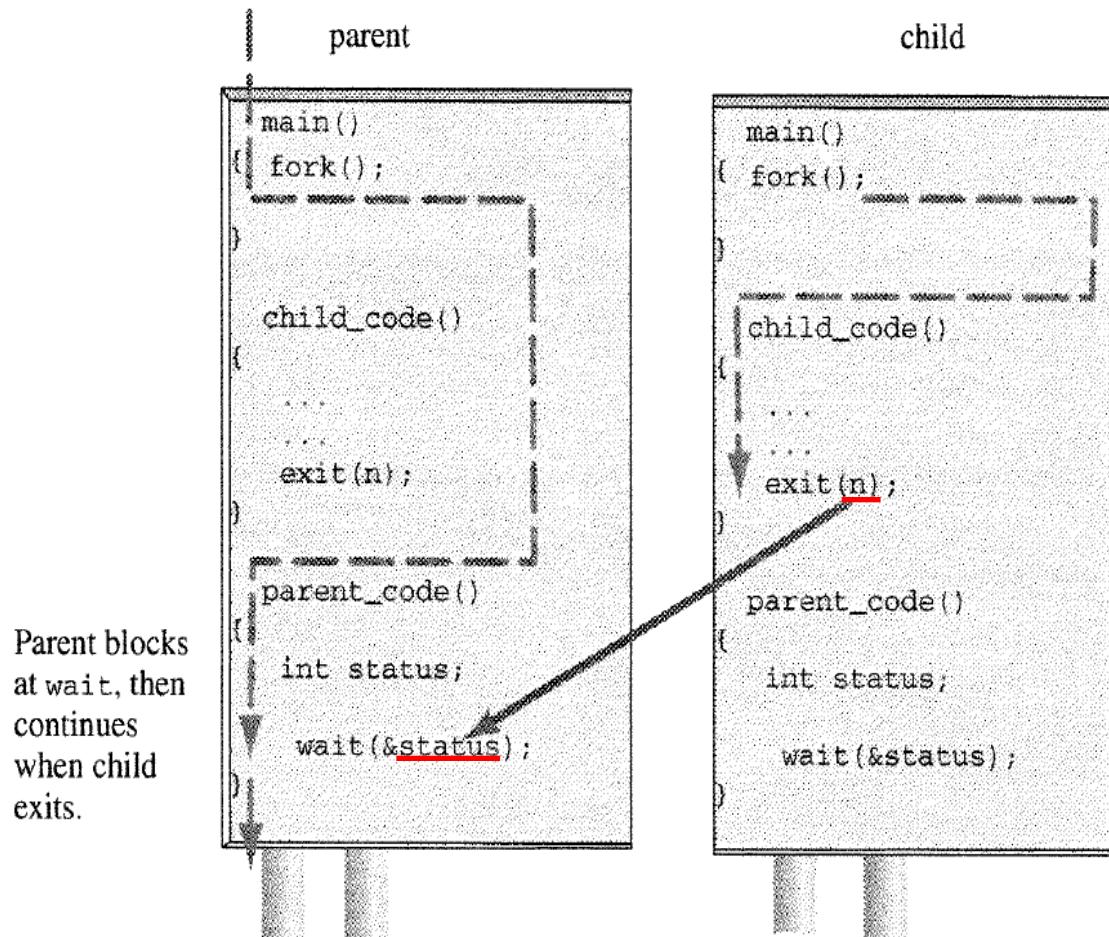 parent
main()
{ fork();
}
child_code()
{
...
...
exit(n);
}
parent_code()
{
int status;
wait(&status);
}
Parent blocks
at wait, then
continues
when child
exits.
child
main()
{ fork();
}
child_code()
{
...
...
exit(n);
}
parent_code()
{
int status;
wait(&status);
}